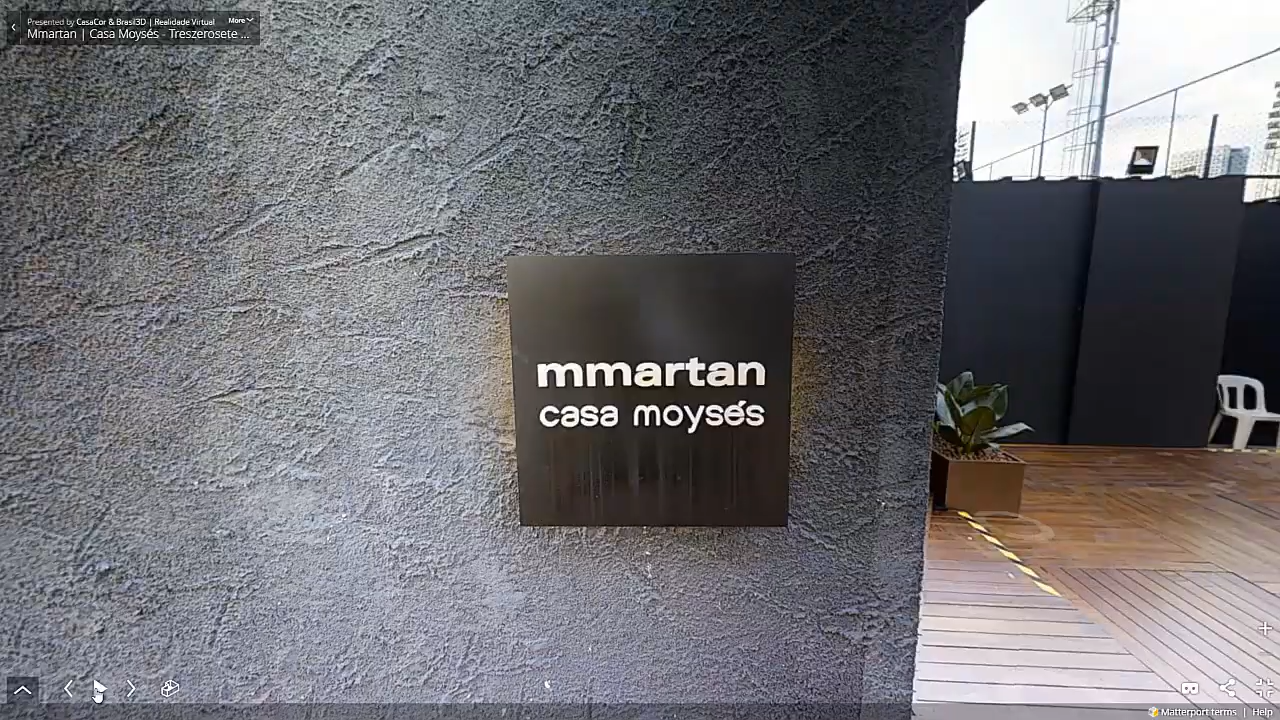 Presented by CasaCor & Brasil3D | Realidade Virtual
More
Mmartan | Casa Moysés - Treszerosete ...
mmartan
casa moysés
Matterport terms | Help